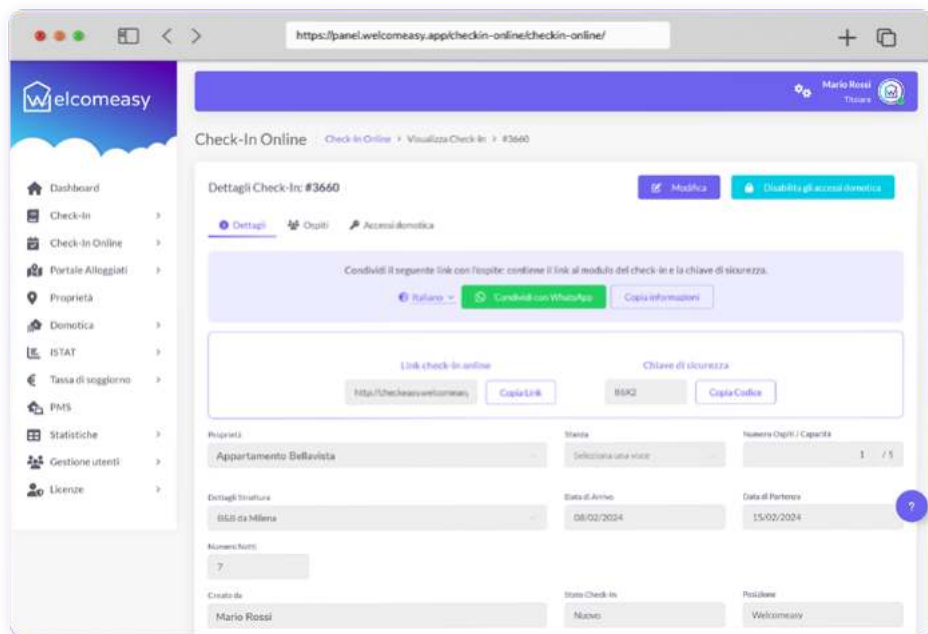 https://panel.welcomeasy.app/checkin-online/checkin-online/
Welcomeasy
Mario Rossi
Titolare
Check-In Online Check-In Online > Visualizza Check-In > #3660
Dashboard
Check-In
Check-In Online
Portale Alloggiati
Proprietà
Domotica
ISTAT
Tassa di soggiorno
PMS
Statistiche
Gestione utenti
Licenze
Dettagli Check-In: #3660
Modifica
Disabilita gli accessi domotica
Dettagli Ospiti Accessi domotica
Condividi il seguente link con l'ospite: contiene il link al modulo del check-in e la chiave di sicurezza.
Italiano Condividi con WhatsApp Copia informazioni
Link check-in online Chiave di sicurezza
Copia Link Copia Codice
Proprietà Stanza Numero Ospiti / Capacità
Appartamento Bellavista Seleziona una voce 1 / 5
Dettagli Struttura Data di Arrivo Data di Partenza
B&B da Milena 08/02/2024 15/02/2024
Numero Notti
7
Creato da Stato Check-In Posizione
Mario Rossi Nuovo Welcomeasy
?